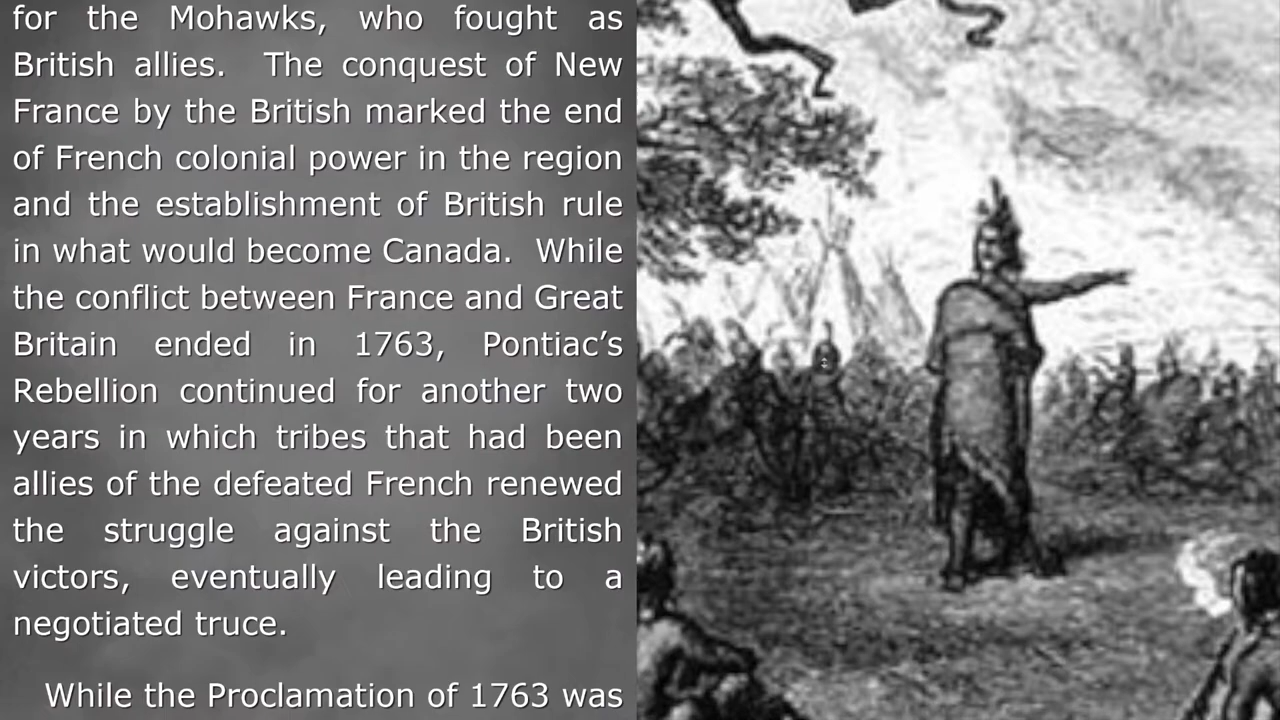 for the Mohawks, who fought as
British allies.  The conquest of New
France by the British marked the end
of French colonial power in the region
and the establishment of British rule
in what would become Canada.  While
the conflict between France and Great
Britain ended in 1763, Pontiac’s
Rebellion continued for another two
years in which tribes that had been
allies of the defeated French renewed
the struggle against the British
victors, eventually leading to a
negotiated truce.
While the Proclamation of 1763 was